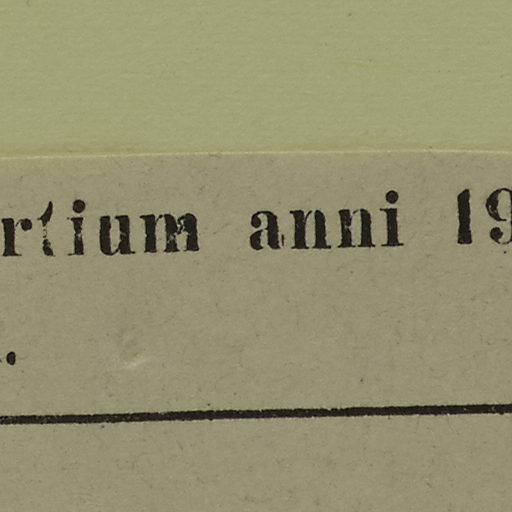 rtium anni 19
.